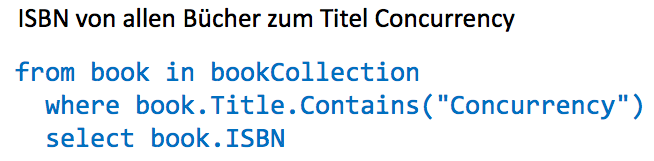 ISBN von allen Bücher zum Titel Concurrency
from book in bookCollection
where book.Title.Contains("Concurrency")
select book.ISBN